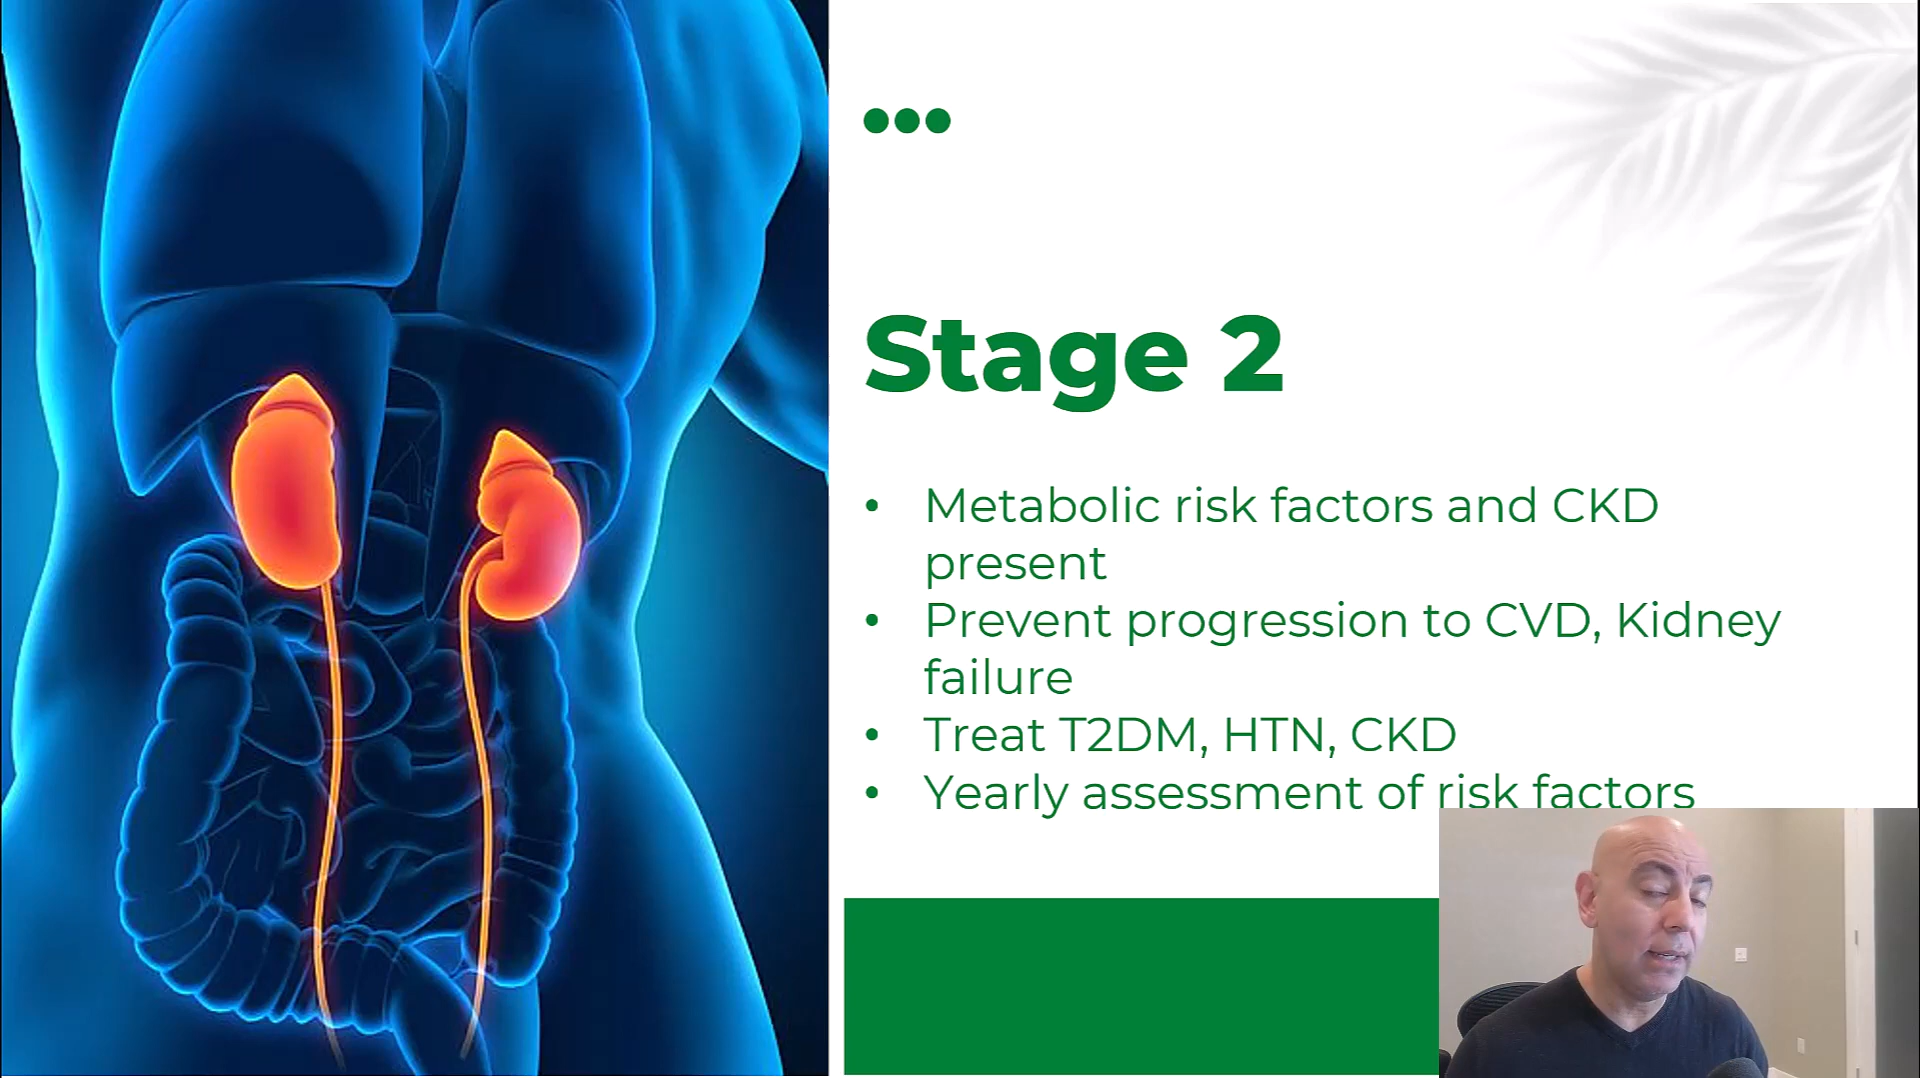 Stage 2
• Metabolic risk factors and CKD
present
• Prevent progression to CVD, Kidney
failure
• Treat T2DM, HTN, CKD
• Yearly assessment of risk factors